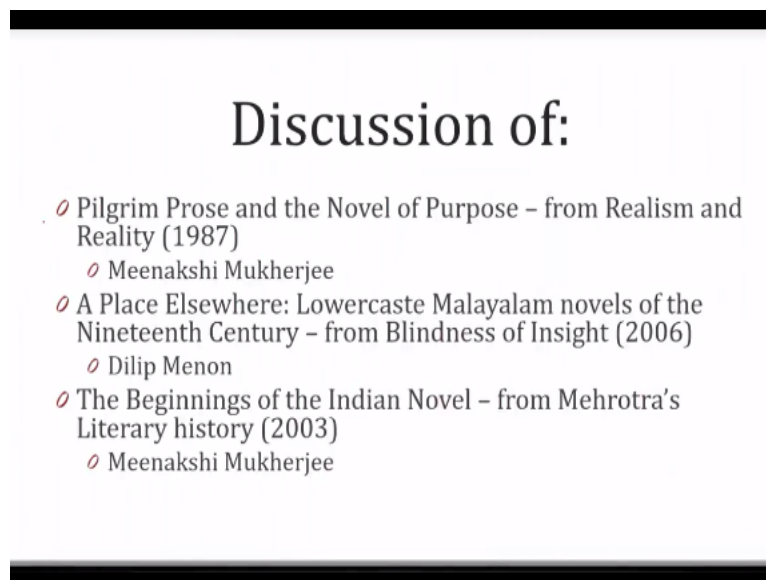 Discussion of:
Pilgrim Prose and the Novel of Purpose – from Realism and
Reality (1987)
Meenakshi Mukherjee
A Place Elsewhere: Lowercaste Malayalam novels of the
Nineteenth Century – from Blindness of Insight (2006)
Dilip Menon
The Beginnings of the Indian Novel – from Mehrotra's
Literary history (2003)
Meenakshi Mukherjee